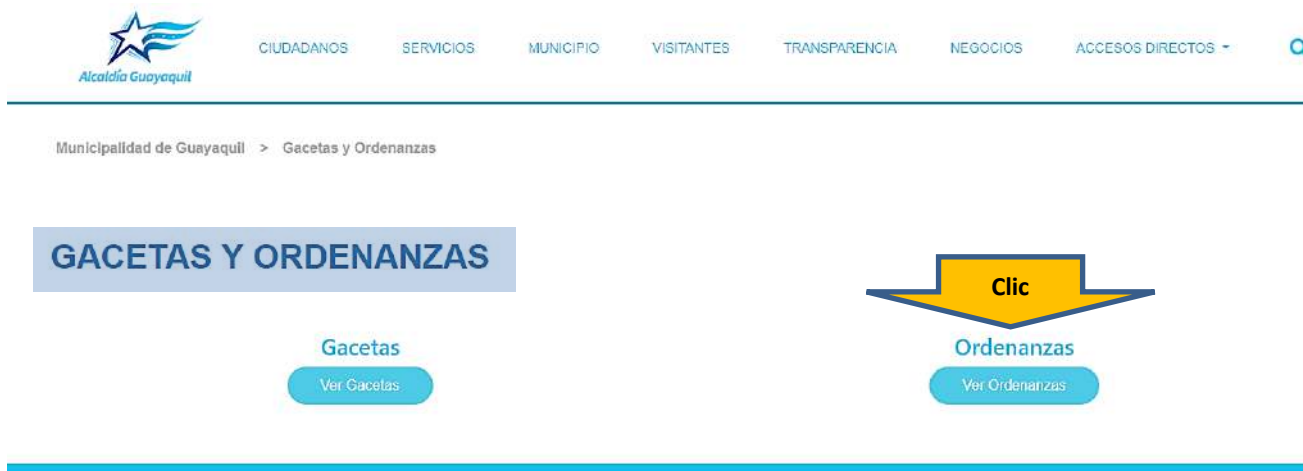 Alcaldía Guayaquil
CIUDADANOS SERVICIOS MUNICIPIO VISITANTES TRANSPARENCIA NEGOCIOS ACCESOS DIRECTOS
Municipalidad de Guayaquil > Gacetas y Ordenanzas
GACETAS Y ORDENANZAS
Clic
Gacetas Ordenanzas
Ver Gacetas Ver Ordenanzas